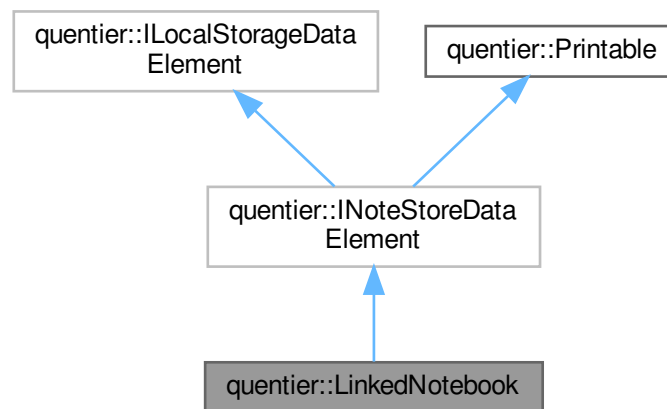 quentier::ILocalStorageData
Element
quentier::Printable
quentier::INoteStoreData
Element
quentier::LinkedNotebook